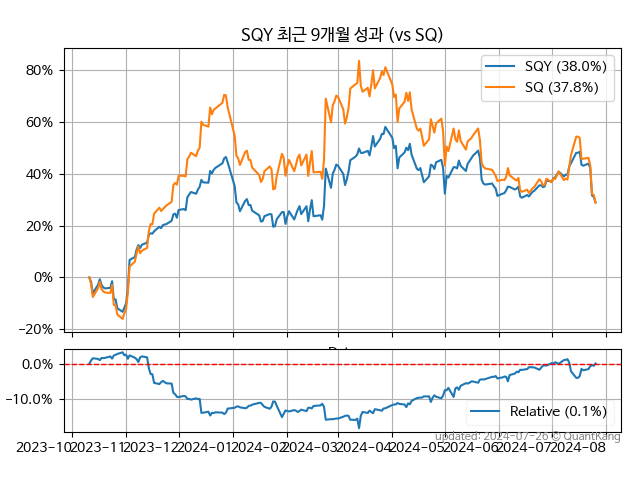 SQY 최근 9개월 성과 (vs SQ)
80%
60%
40%
20%
0%
−20%
SQY (38.0%)
SQ (37.8%)
0.0%
−10.0%
Relative (0.1%)
updated: 2024-07-26 © QuantKang
2023-10 2023-11 2023-12 2024-01 2024-02 2024-03 2024-04 2024-05 2024-06 2024-07 2024-08